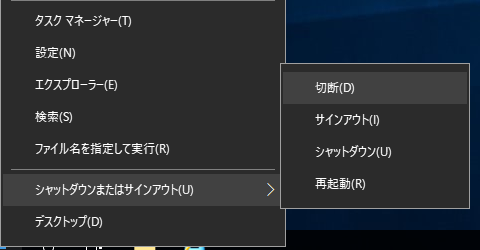 タスク マネージャー(T)
設定(N)
エクスプローラー(E)
検索(S)
ファイル名を指定して実行(R)
シャットダウンまたはサインアウト(U)
デスクトップ(D)
切断(D)
サインアウト(I)
シャットダウン(U)
再起動(R)